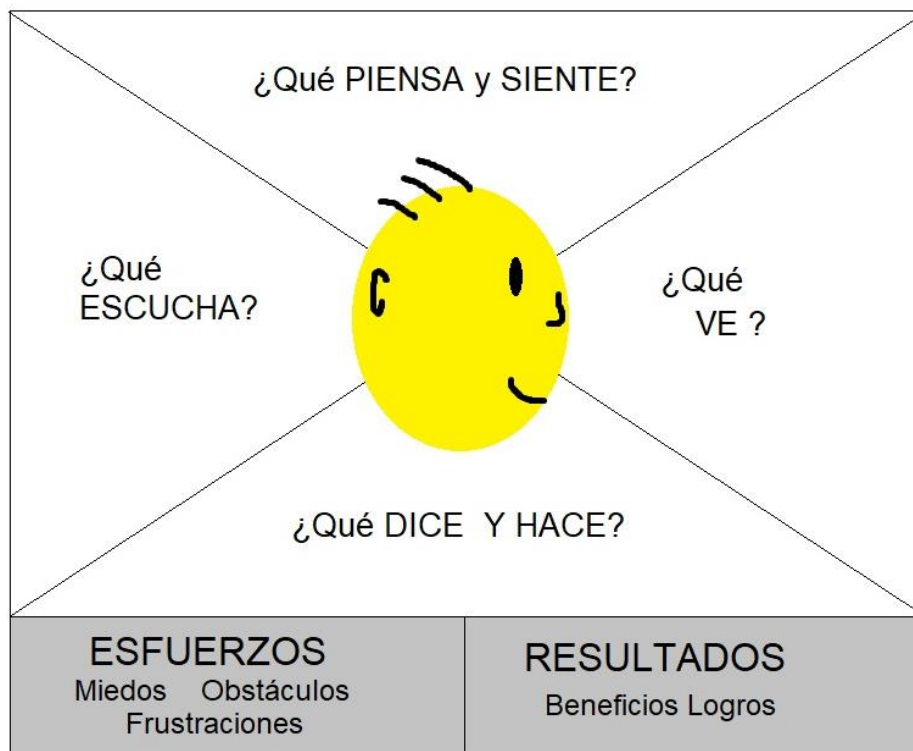 ¿Qué PIENSA y SIENTE?
¿Qué
ESCUCHA?
¿Qué
VE ?
¿Qué DICE Y HACE?
ESFUERZOS
Miedos Obstáculos
Frustraciones
RESULTADOS
Beneficios Logros